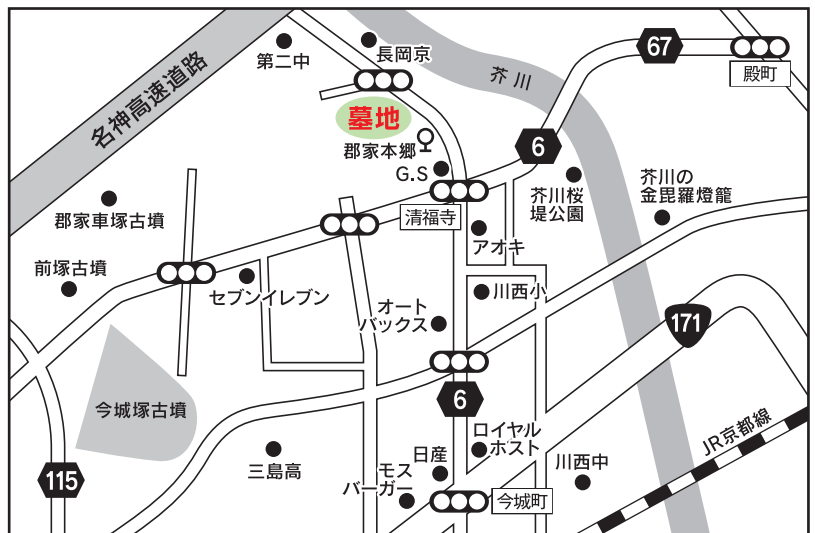 67
殿町
第二中
長岡京
芥川
名神高速道路
墓地
郡家本郷
6
G.S
清福寺
芥川桜
堤公園
芥川の
金毘羅燈籠
郡家車塚古墳
アオキ
前塚古墳
セブンイレブン
川西小
オート
バックス
171
今城塚古墳
6
JR京都線
ロイヤル
ホスト
三島高
日産
川西中
115
モス
バーガー
今城町